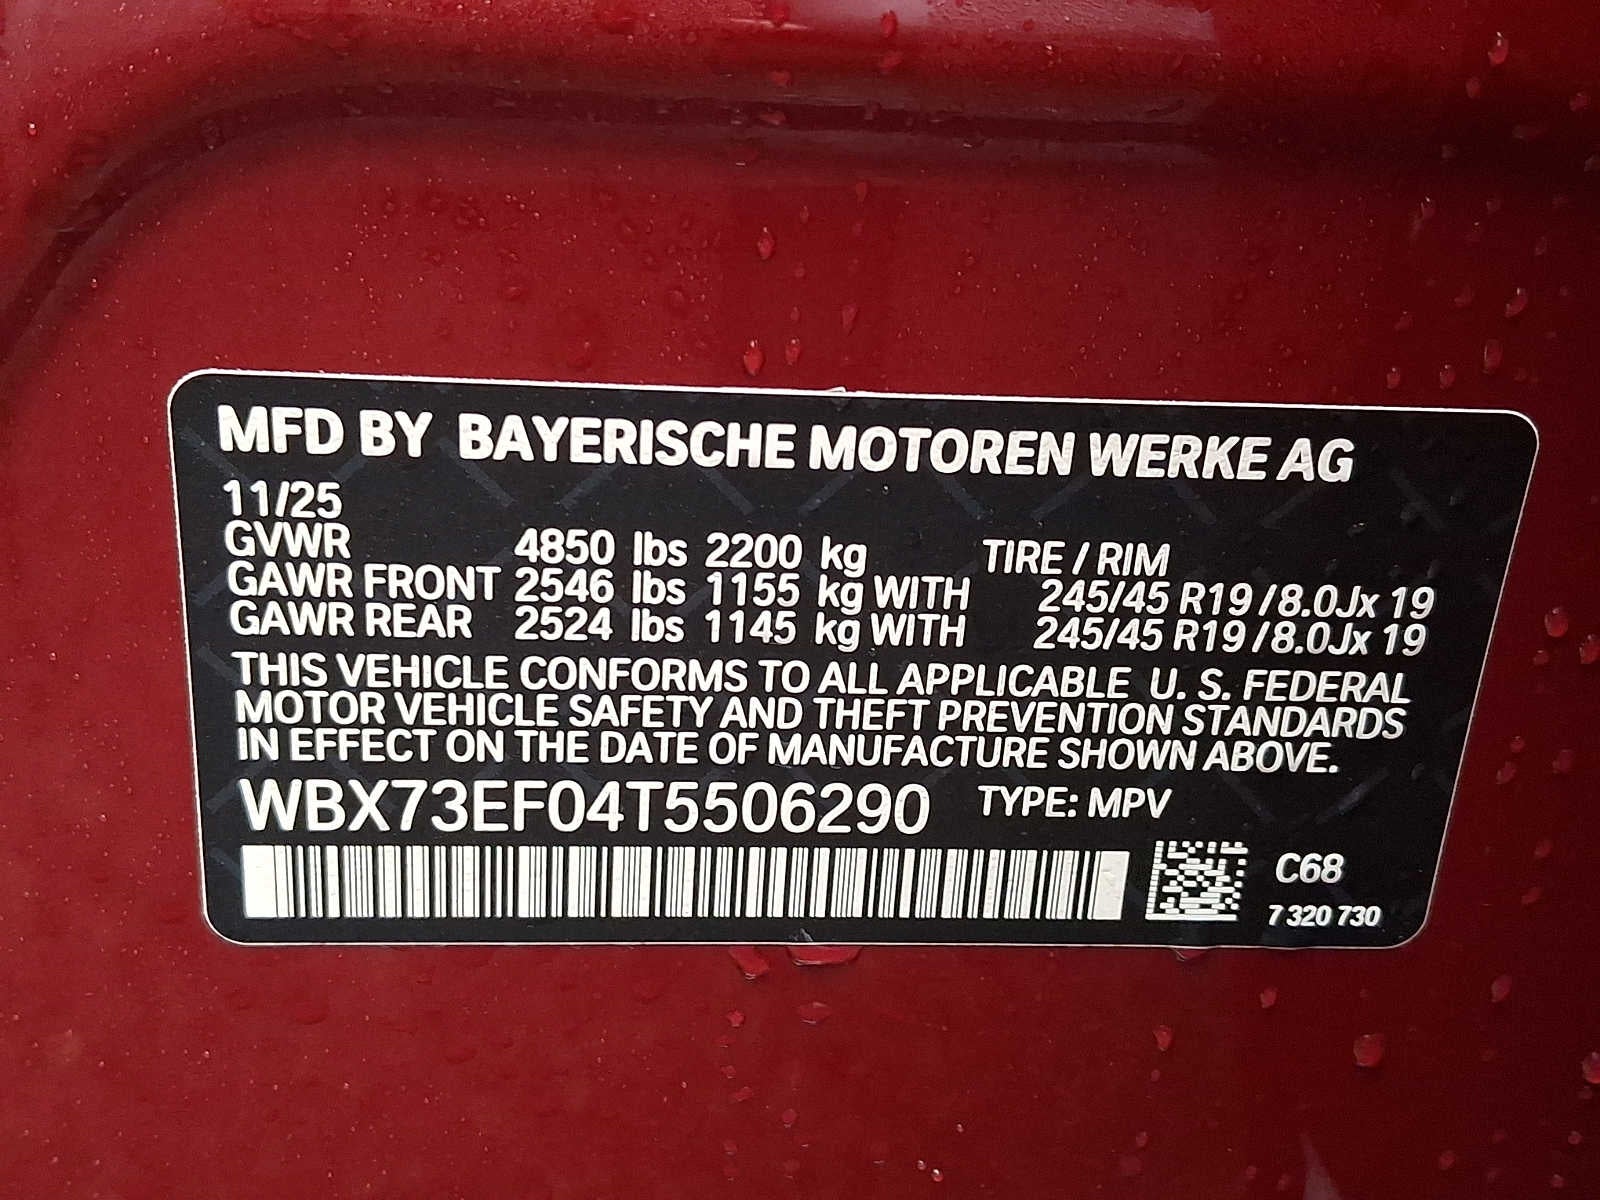 MFD BY BAYERISCHE MOTOREN WERKE AG
11/25
GVWR 4850 lbs 2200 kg TIRE / RIM
GAWR FRONT 2546 lbs 1155 kg WITH 245/45 R19 / 8.0Jx 19
GAWR REAR 2524 lbs 1145 kg WITH 245/45 R19 / 8.0Jx 19
THIS VEHICLE CONFORMS TO ALL APPLICABLE U. S. FEDERAL
MOTOR VEHICLE SAFETY AND THEFT PREVENTION STANDARDS
IN EFFECT ON THE DATE OF MANUFACTURE SHOWN ABOVE.
WBX73EF04T5506290 TYPE: MPV
C68
7 320 730